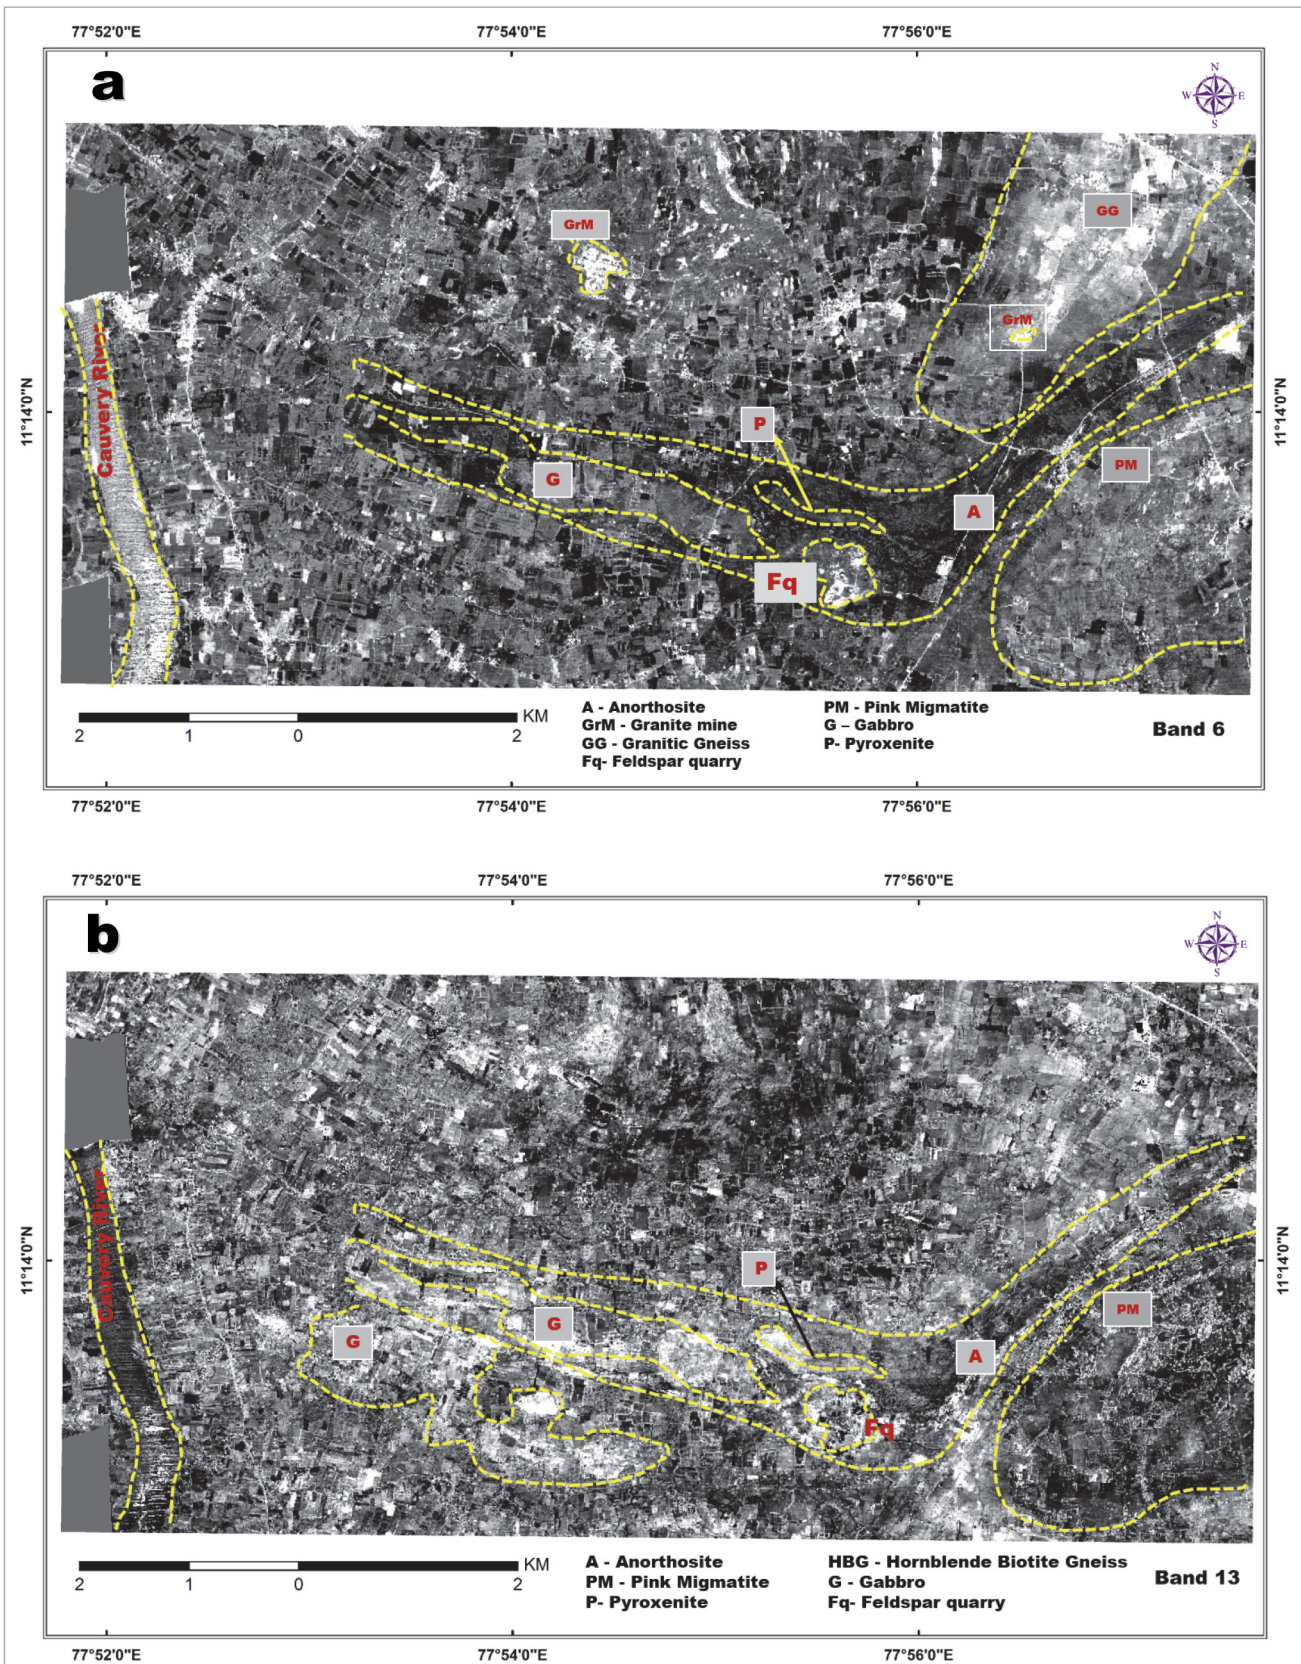 77°52'0"E 77°54'0"E 77°56'0"E
a
N
W E
S
GrM
GG
GrM
Cauvery River
11°14'0"N 11°14'0"N
P
PM
G
A
Fq
2 1 0 2 KM
A - Anorthosite
GrM - Granite mine
GG - Granitic Gneiss
Fq- Feldspar quarry
PM - Pink Migmatite
G – Gabbro
P- Pyroxenite
Band 6
77°52'0"E 77°54'0"E 77°56'0"E
77°52'0"E 77°54'0"E 77°56'0"E
b
N
W E
S
Cauvery River
11°14'0"N 11°14'0"N
P
PM
G
G
A
Fq
2 1 0 2 KM
A - Anorthosite
PM - Pink Migmatite
P- Pyroxenite
HBG - Hornblende Biotite Gneiss
G - Gabbro
Fq- Feldspar quarry
Band 13
77°52'0"E 77°54'0"E 77°56'0"E